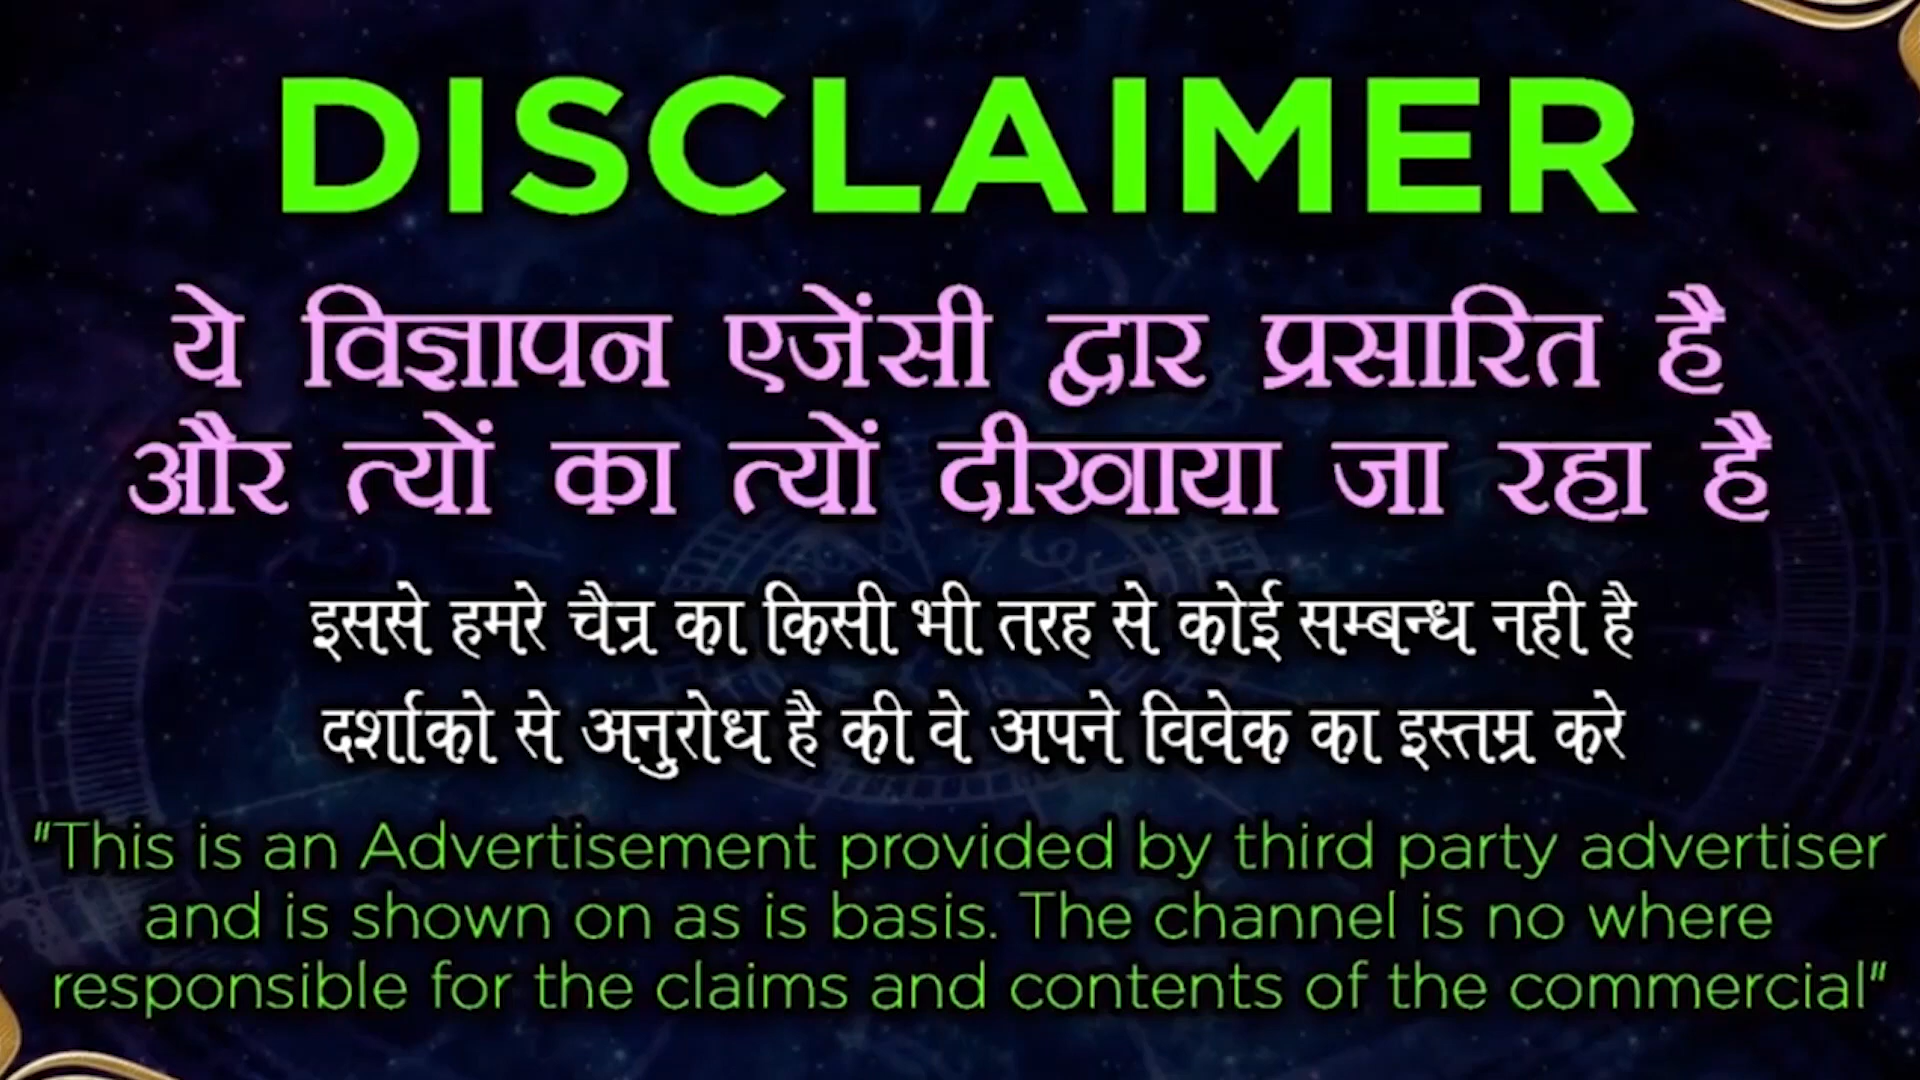 DISCLAIMER
ये विज्ञापन एजेंसी द्वार प्रसारित है
और त्यों का त्यों दीखाया जा रहा है
इससे हमरे चैन्र का किसी भी तरह से कोई सम्बन्ध नही है
दर्शाको से अनुरोध है की वे अपने विवेक का इस्तम्र करे
"This is an Advertisement provided by third party advertiser
and is shown on as is basis. The channel is no where
responsible for the claims and contents of the commercial"